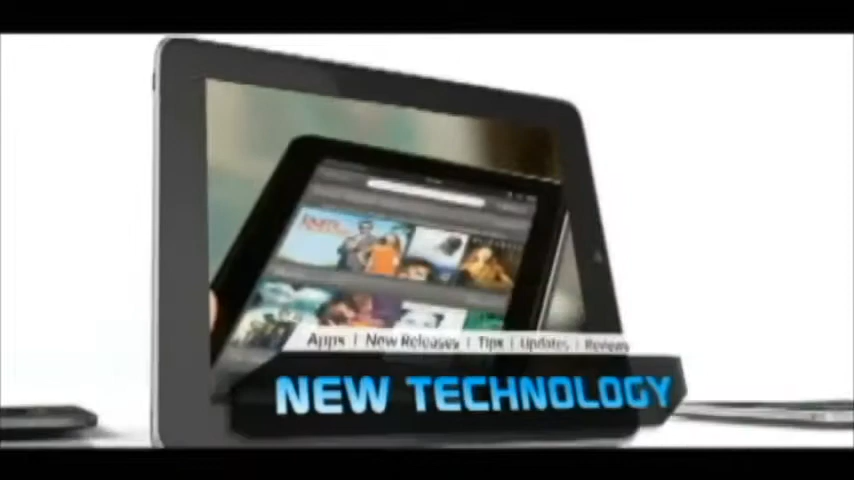 Apps | New Releases | Tips | Updates | Reviews
NEW TECHNOLOGY